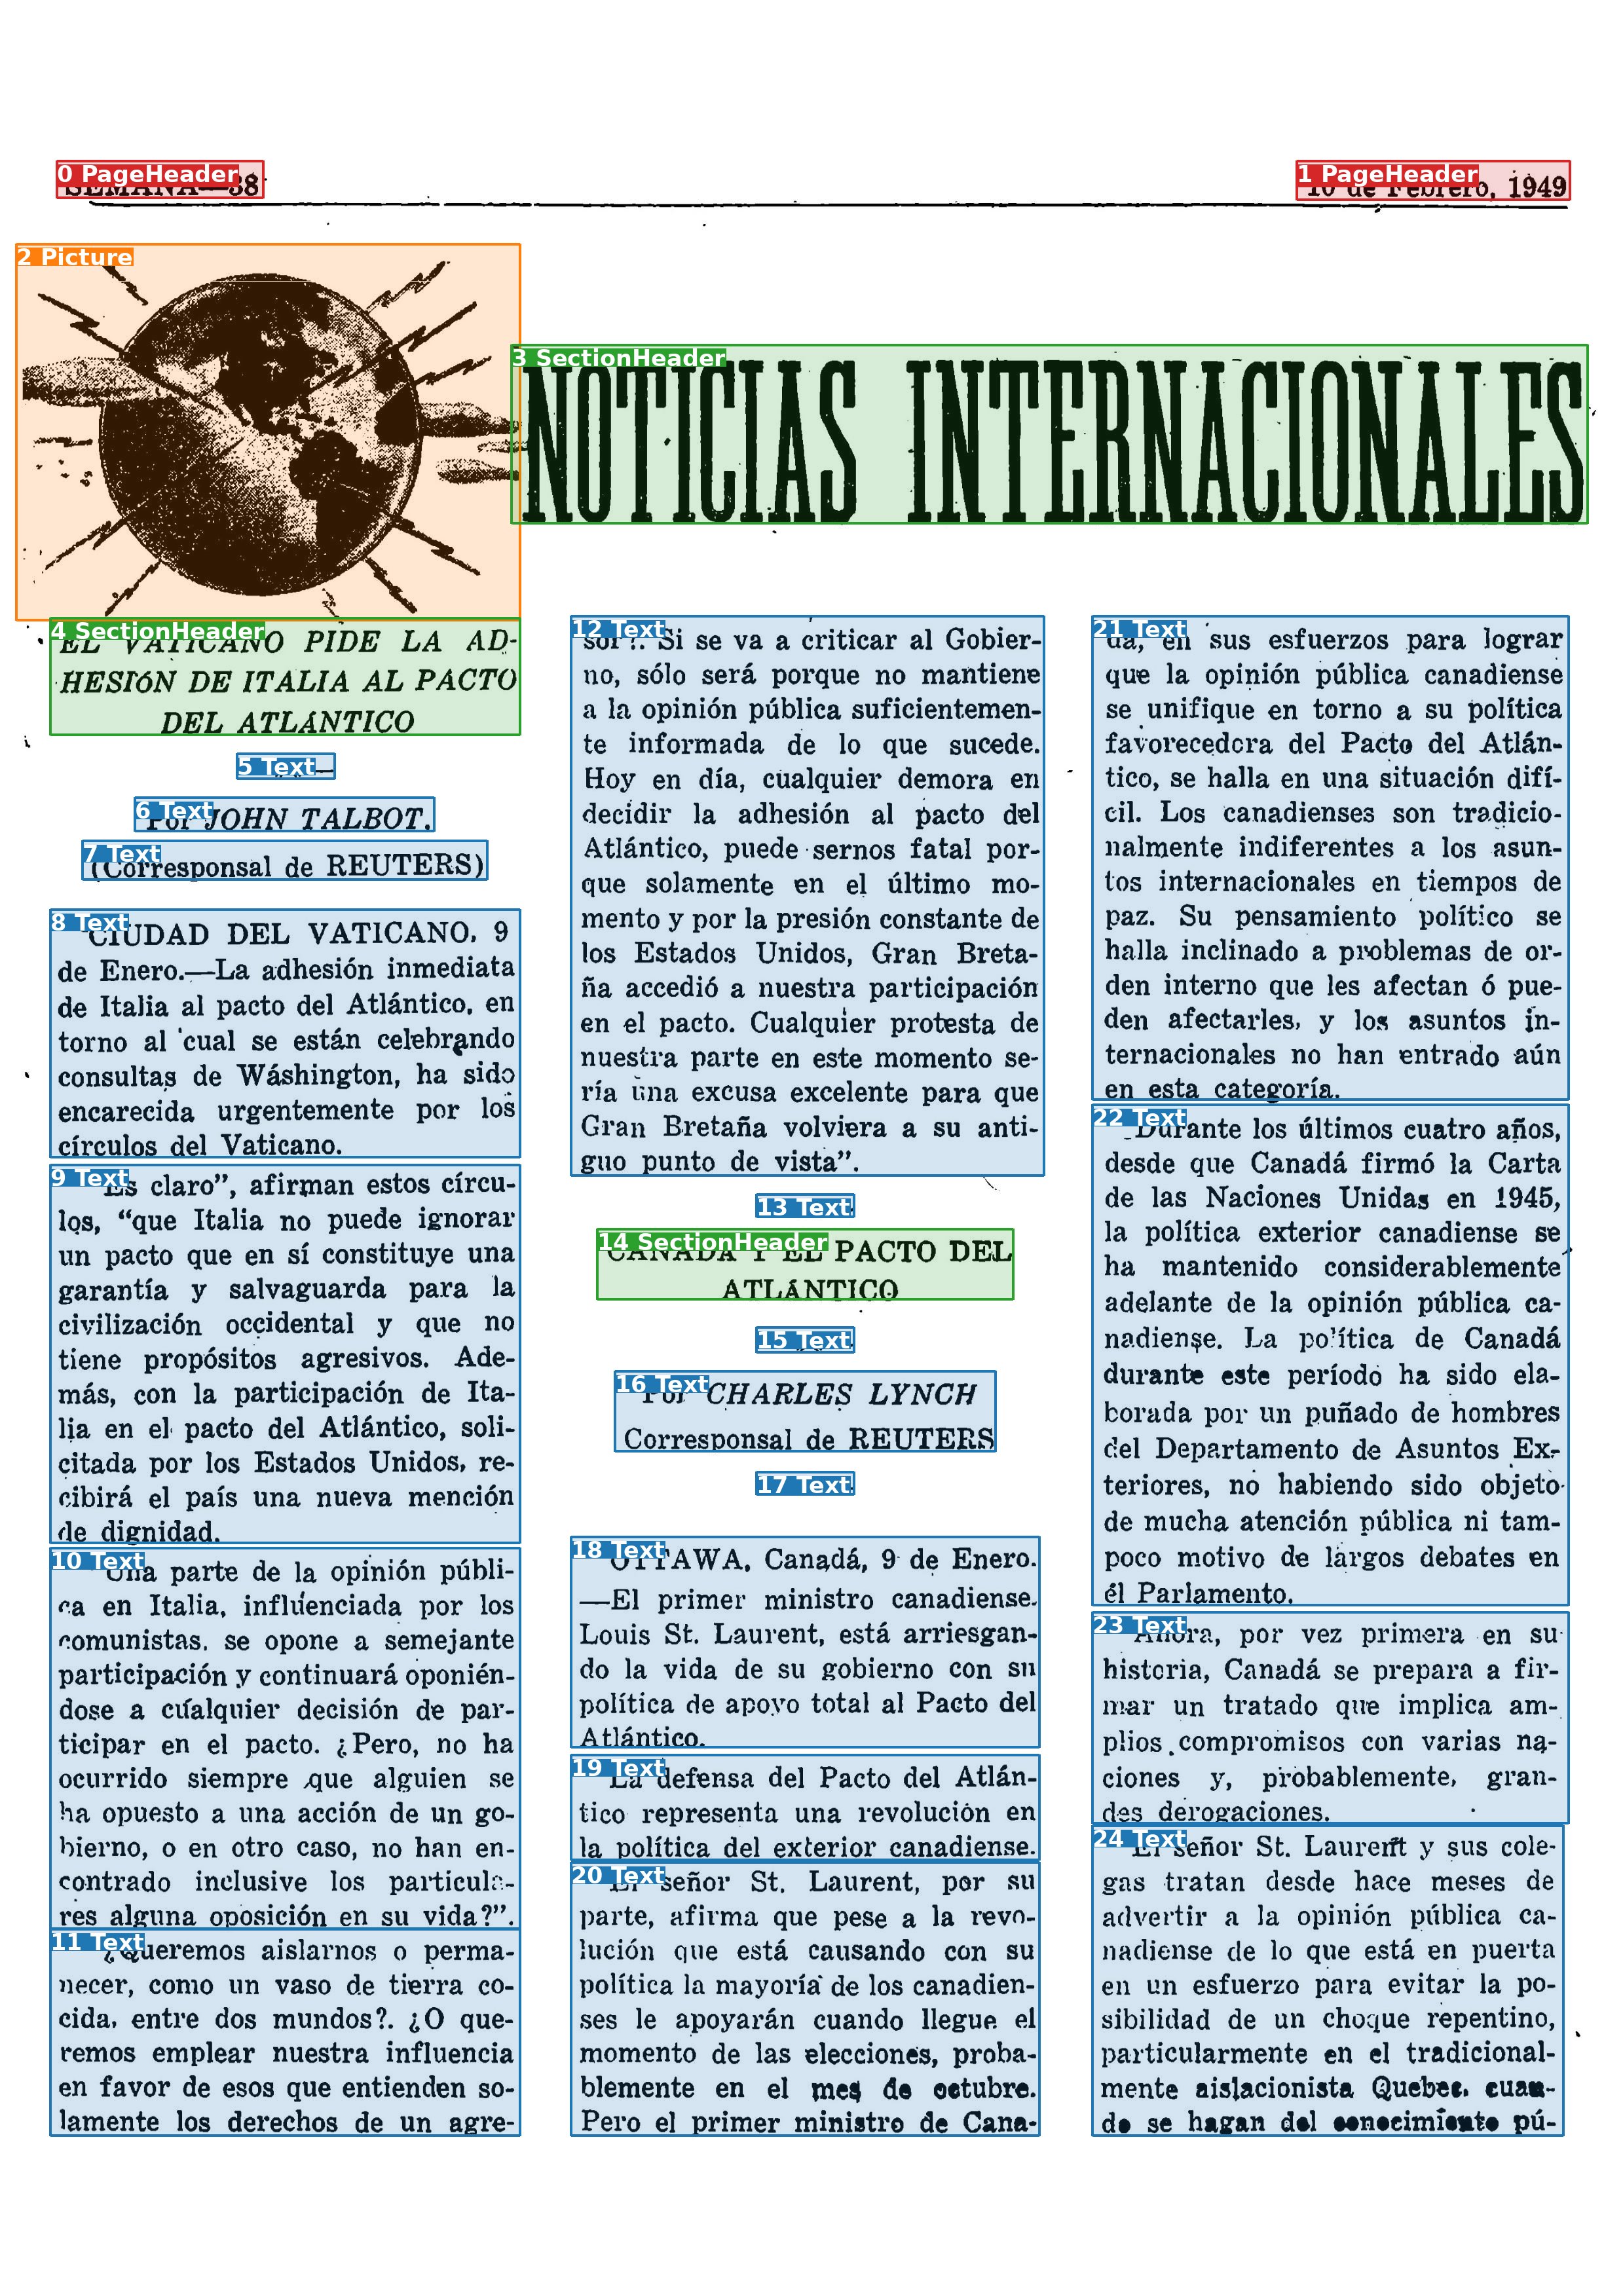 SEMANA—38
10 de Febrero, 1949
NOTICIAS INTERNACIONALES
EL VATICANO PIDE LA AD-
HESIÓN DE ITALIA AL PACTO
DEL ATLÁNTICO
Por JOHN TALBOT.
(Corresponsal de REUTERS)
CIUDAD DEL VATICANO, 9
de Enero.—La adhesión inmediata
de Italia al pacto del Atlántico, en
torno al cual se están celebrando
consultas de Wáshington, ha sido
encarecida urgentemente por los
círculos del Vaticano.
Es claro”, afirman estos círcu-
los, “que Italia no puede ignorar
un pacto que en sí constituye una
garantía y salvaguarda para la
civilización occidental y que no
tiene propósitos agresivos. Ade-
más, con la participación de Ita-
lia en el pacto del Atlántico, soli-
citada por los Estados Unidos, re-
cibirá el país una nueva mención
de dignidad.
Una parte de la opinión públi-
ca en Italia, influenciada por los
comunistas, se opone a semejante
participación y continuará oponién-
dose a cualquier decisión de par-
ticipar en el pacto. ¿Pero, no ha
ocurrido siempre que alguien se
ha opuesto a una acción de un go-
bierno, o en otro caso, no han en-
contrado inclusive los particula-
res alguna oposición en su vida?”.
¿Queremos aislarnos o perma-
necer, como un vaso de tierra co-
cida, entre dos mundos?. ¿O que-
remos emplear nuestra influencia
en favor de esos que entienden so-
lamente los derechos de un agre-
sor?. Si se va a criticar al Gobier-
no, sólo será porque no mantiene
a la opinión pública suficientemen-
te informada de lo que sucede.
Hoy en día, cualquier demora en
decidir la adhesión al pacto del
Atlántico, puede sernos fatal por-
que solamente en el último mo-
mento y por la presión constante de
los Estados Unidos, Gran Breta-
ña accedió a nuestra participación
en el pacto. Cualquier protesta de
nuestra parte en este momento se-
ría una excusa excelente para que
Gran Bretaña volviera a su anti-
guo punto de vista”.
CANADA Y EL PACTO DEL
ATLÁNTICO
Por CHARLES LYNCH
Corresponsal de REUTERS
OTTAWA, Canadá, 9 de Enero.
—El primer ministro canadiense.
Louis St. Laurent, está arriesgan-
do la vida de su gobierno con su
política de apoyo total al Pacto del
Atlántico.
La defensa del Pacto del Atlán-
tico representa una revolución en
la política del exterior canadiense.
El señor St. Laurent, por su
parte, afirma que pese a la revo-
lución que está causando con su
política la mayoría de los canadien-
ses le apoyarán cuando llegue el
momento de las elecciones, proba-
blemente en el mes de octubre.
Pero el primer ministro de Cana-
da, en sus esfuerzos para lograr
que la opinión pública canadiense
se unifique en torno a su política
favorecedora del Pacto del Atlán-
tico, se halla en una situación difí-
cil. Los canadienses son tradicio-
nalmente indiferentes a los asun-
tos internacionales en tiempos de
paz. Su pensamiento político se
halla inclinado a problemas de or-
den interno que les afectan ó pue-
den afectarles, y los asuntos in-
ternacionales no han entrado aún
en esta categoría.
Durante los últimos cuatro años,
desde que Canadá firmó la Carta
de las Naciones Unidas en 1945,
la política exterior canadiense se
ha mantenido considerablemente
adelante de la opinión pública ca-
nadiense. La política de Canadá
durante este período ha sido ela-
borada por un puñado de hombres
del Departamento de Asuntos Ex-
teriores, no habiendo sido objeto
de mucha atención pública ni tam-
poco motivo de largos debates en
él Parlamento.
Ahora, por vez primera en su
historia, Canadá se prepara a fir-
mar un tratado que implica am-
plios compromisos con varias na-
ciones y, probablemente, gran-
des derogaciones.
El señor St. Laurent y sus cole-
gas tratan desde hace meses de
advertir a la opinión pública ca-
nadiense de lo que está en puerta
en un esfuerzo para evitar la po-
sibilidad de un choque repentino,
particularmente en el tradicional-
mente aislacionista Quebec, cuan-
do se hagan del conocimiento pú-